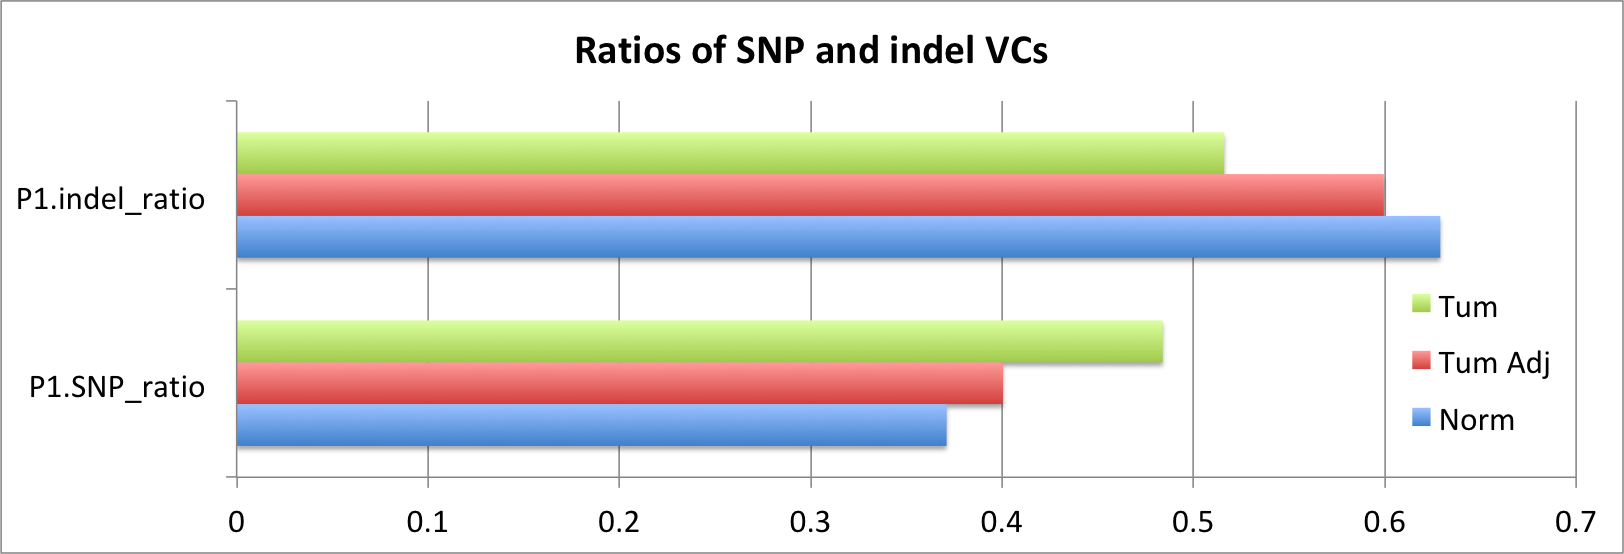 Ratios of SNP and indel VCs
P1.indel_ratio
P1.SNP_ratio
Tum
Tum Adj
Norm
0 0.1 0.2 0.3 0.4 0.5 0.6 0.7